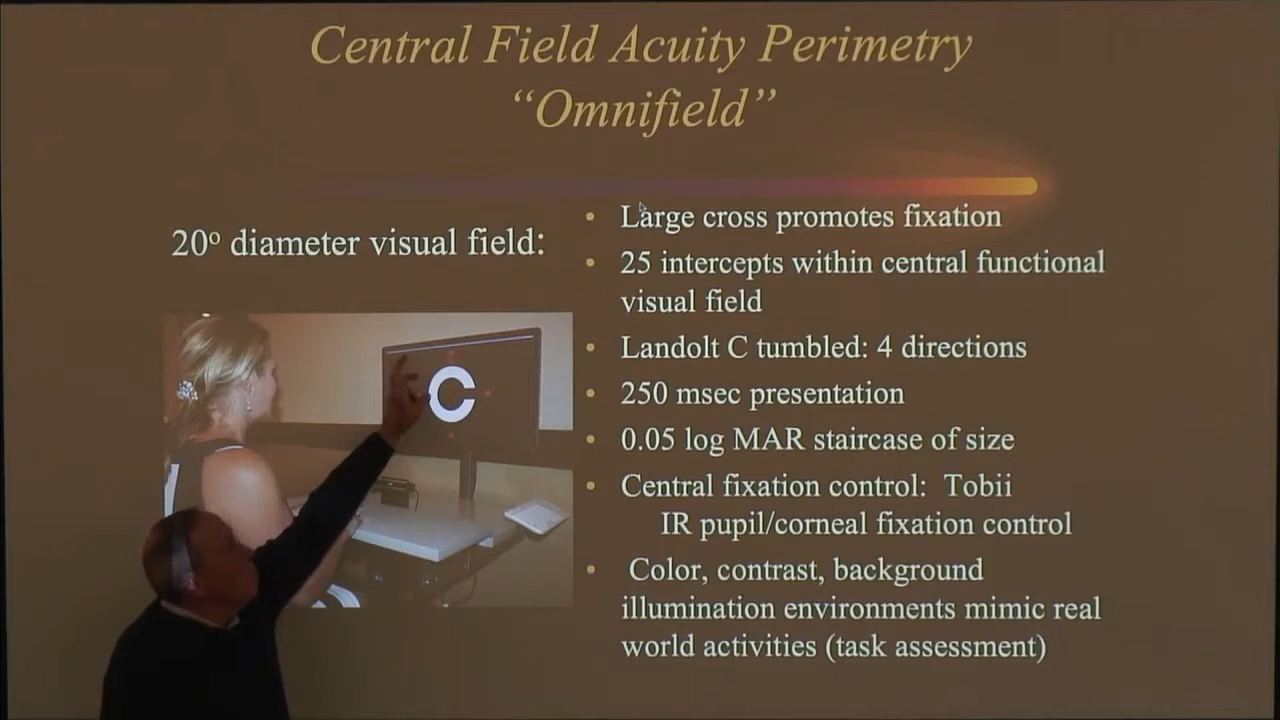 Central Field Acuity Perimetry
“Omnifield”
20º diameter visual field:
• Large cross promotes fixation
• 25 intercepts within central functional
visual field
• Landolt C tumbled: 4 directions
• 250 msec presentation
• 0.05 log MAR staircase of size
• Central fixation control: Tobii
IR pupil/corneal fixation control
• Color, contrast, background
illumination environments mimic real
world activities (task assessment)
C